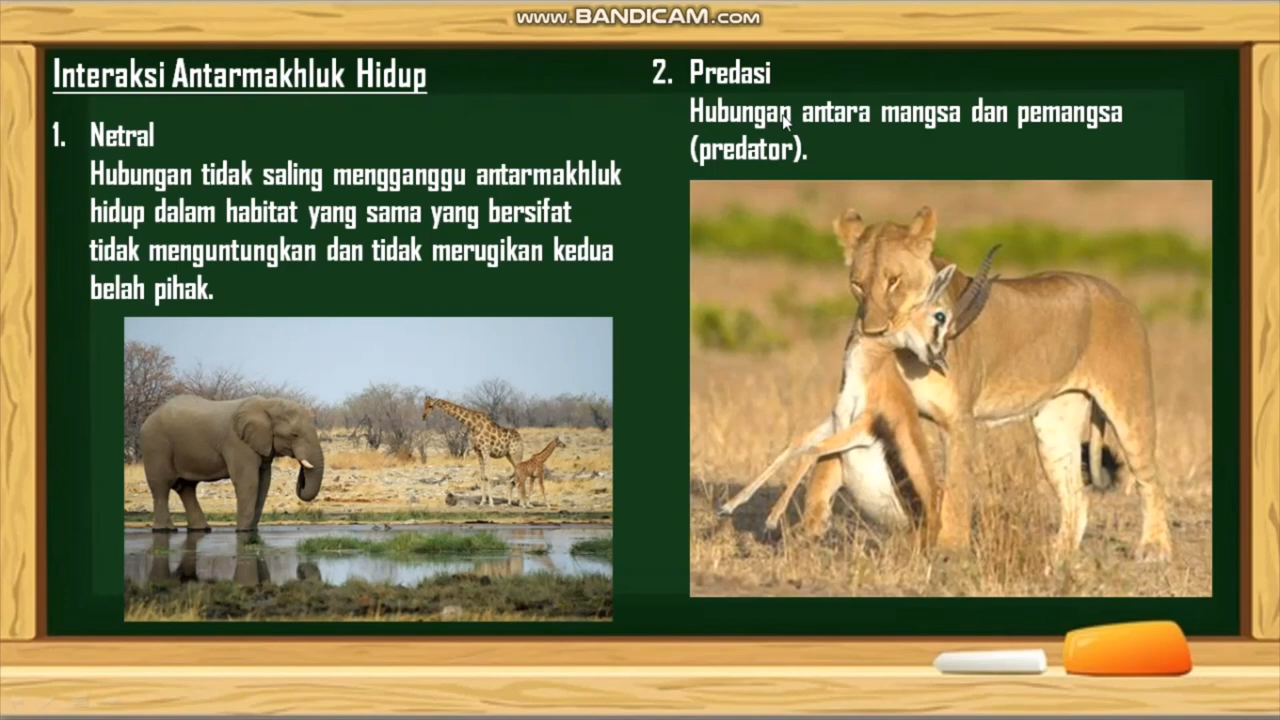 www.BANDICAM.com
Interaksi Antarmakhluk Hidup
1. Netral
Hubungan tidak saling mengganggu antarmakhluk
hidup dalam habitat yang sama yang bersifat
tidak menguntungkan dan tidak merugikan kedua
belah pihak.
2. Predasi
Hubungan antara mangsa dan pemangsa
(predator).